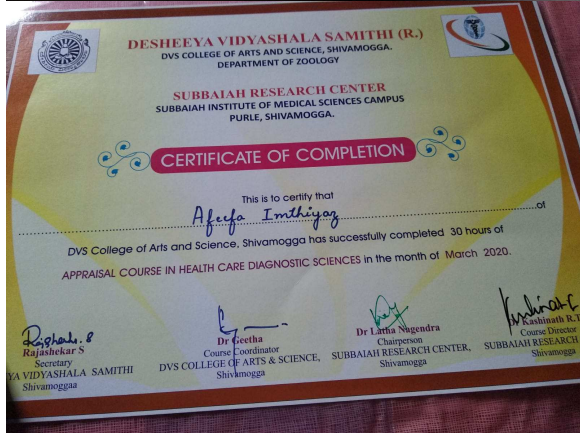 DESHEEYA VIDYASHALA SAMITHI (R.)
DVS COLLEGE OF ARTS AND SCIENCE, SHIVAMOGGA.
DEPARTMENT OF ZOOLOGY
SUBBAIAH RESEARCH CENTER
SUBBAIAH INSTITUTE OF MEDICAL SCIENCES CAMPUS
PURLE, SHIVAMOGGA.
CERTIFICATE OF COMPLETION
This is to certify that
Afeefa Imthiyaz of
DVS College of Arts and Science, Shivamogga has successfully completed 30 hours of
APPRAISAL COURSE IN HEALTH CARE DIAGNOSTIC SCIENCES in the month of March 2020.
Rajashekar S
Rajashekar S
Secretary
YA VIDYASHALA SAMITHI
Shivamoggaa
Dr Geetha
Course Coordinator
DVS COLLEGE OF ARTS & SCIENCE,
Shivamogga
Dr Latha Nagendra
Chairperson
SUBBAIAH RESEARCH CENTER,
Shivamogga
Kashinath
Dr Kashinath R.T
Course Director
SUBBAIAH RESEARCH
Shivamogga